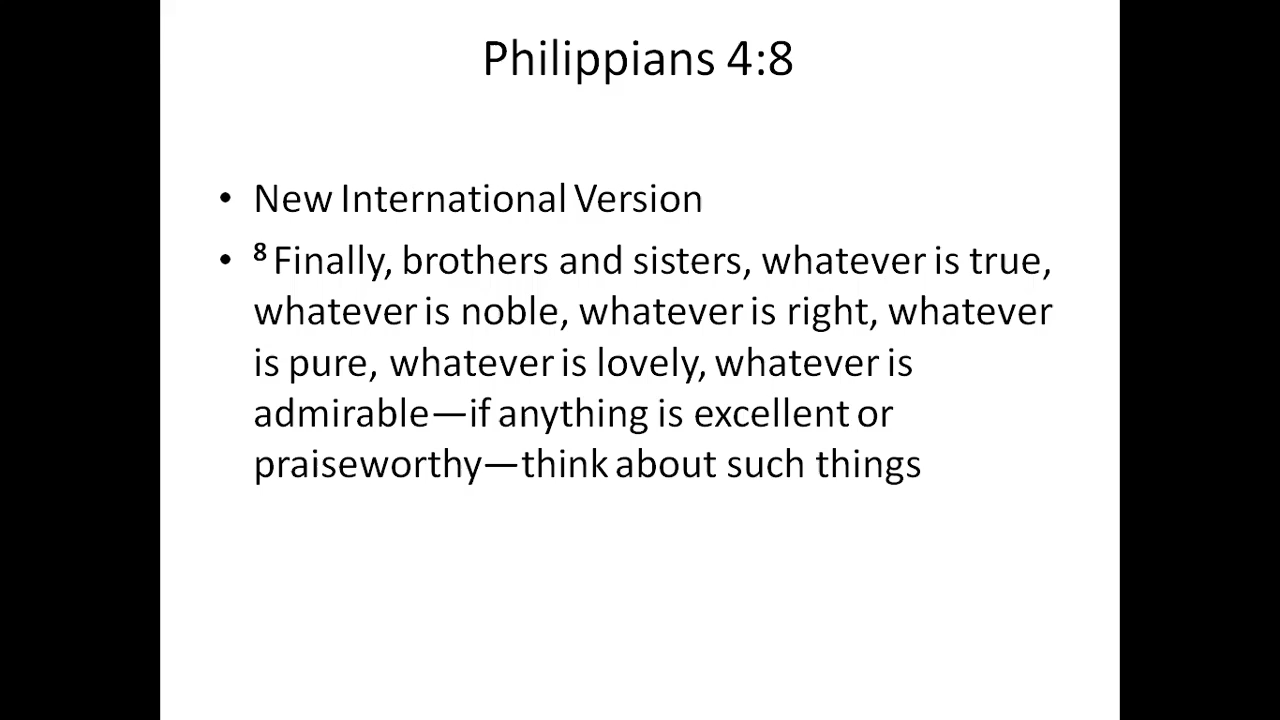 Philippians 4:8
• New International Version
• ⁸ Finally, brothers and sisters, whatever is true,
whatever is noble, whatever is right, whatever
is pure, whatever is lovely, whatever is
admirable—if anything is excellent or
praiseworthy—think about such things